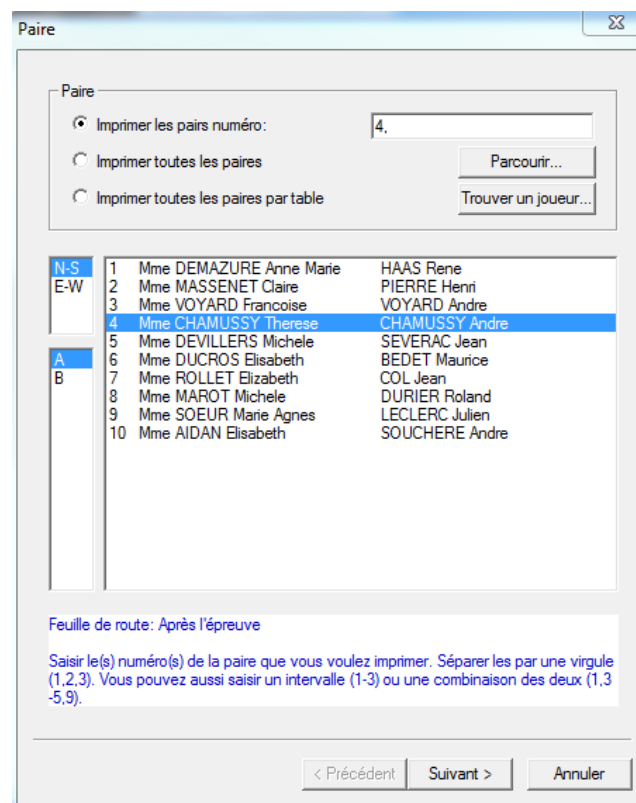 Paire
Paire
Imprimer les pairs numéro:
4,
Imprimer toutes les paires
Parcourir...
Imprimer toutes les paires par table
Trouver un joueur...
N-S
E-W
A
B
1 Mme DEMAZURE Anne Marie HAAS Rene
2 Mme MASSENET Claire PIERRE Henri
3 Mme VOYARD Francoise VOYARD Andre
4 Mme CHAMUSSY Therese CHAMUSSY Andre
5 Mme DEVILLERS Michele SEVERAC Jean
6 Mme DUCROS Elisabeth BEDET Maurice
7 Mme ROLLET Elizabeth COL Jean
8 Mme MAROT Michele DURIER Roland
9 Mme SOEUR Marie Agnes LECLERC Julien
10 Mme AIDAN Elisabeth SOUCHERE Andre
Feuille de route: Après l'épreuve
Saisir le(s) numéro(s) de la paire que vous voulez imprimer. Séparer les par une virgule
(1,2,3). Vous pouvez aussi saisir un intervalle (1-3) ou une combinaison des deux (1,3
-5,9).
< Précédent
Suivant >
Annuler